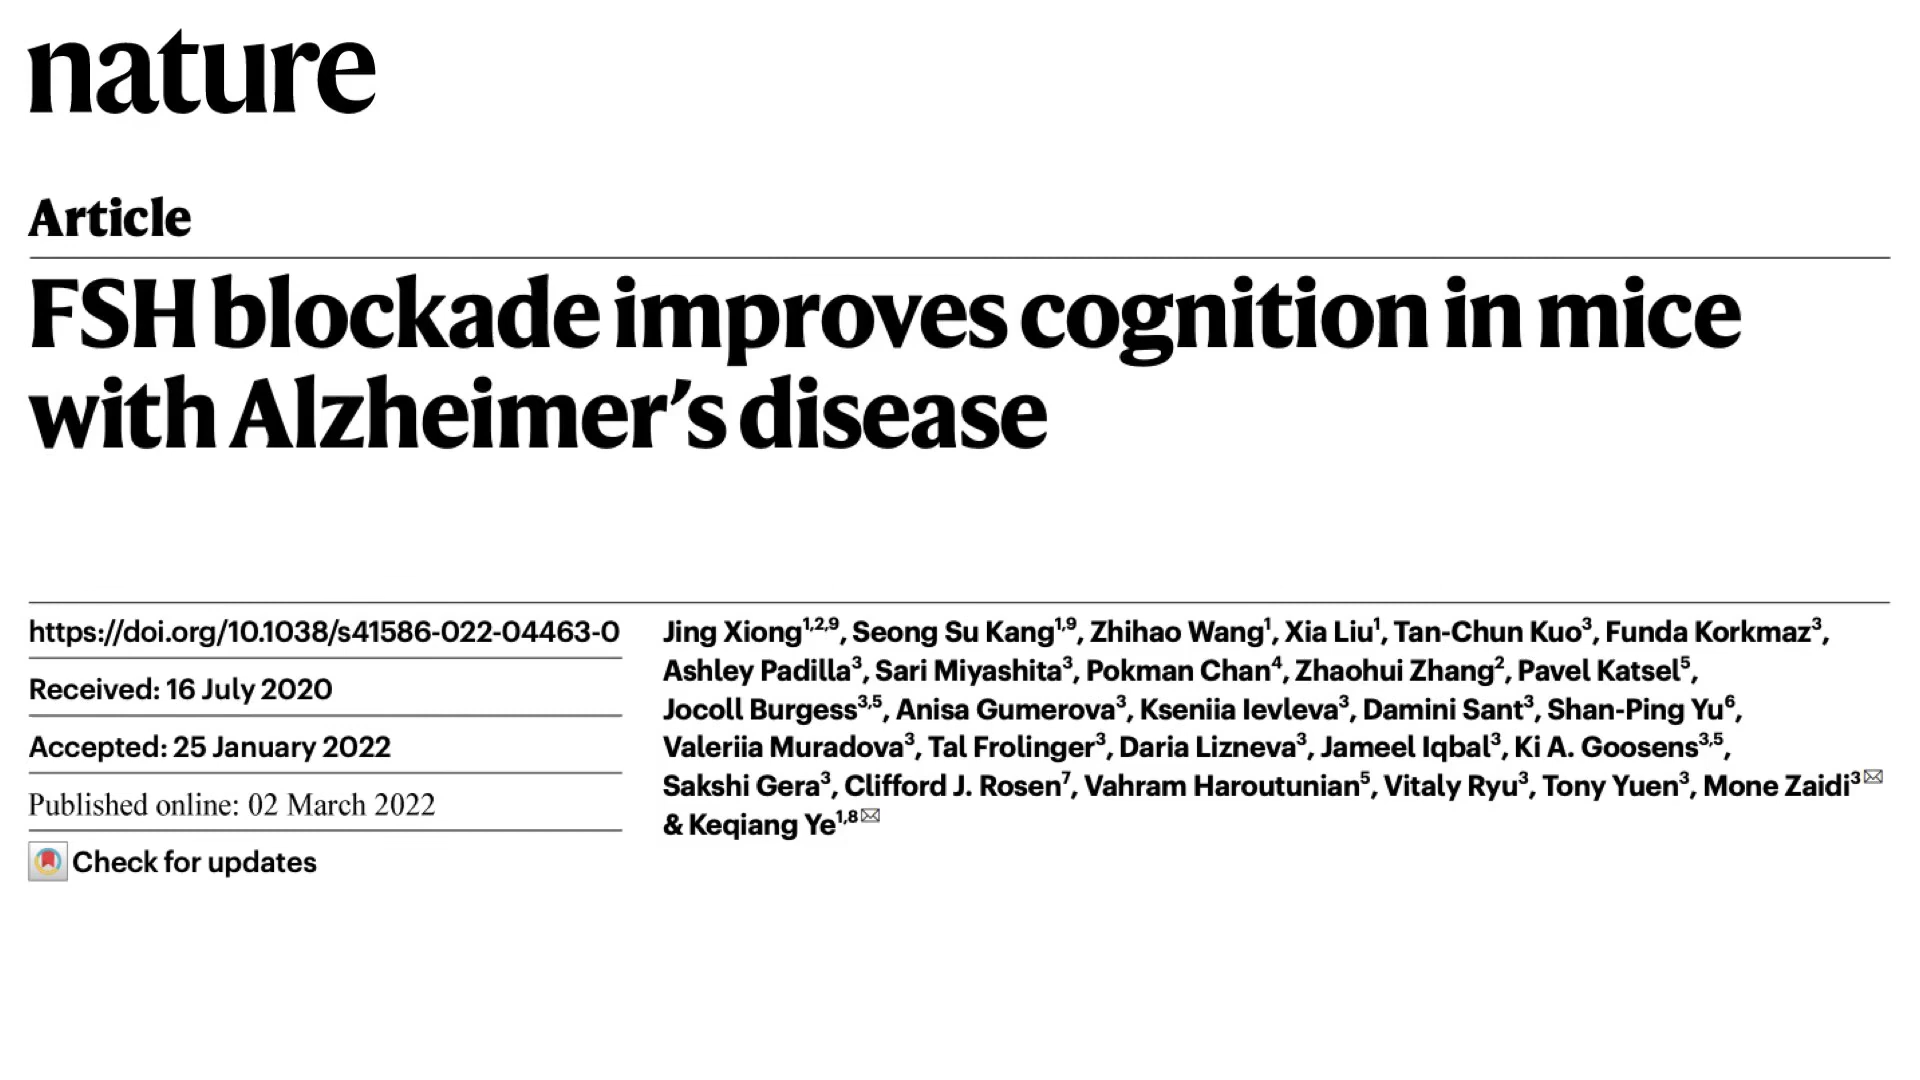 nature
Article
FSH blockade improves cognition in mice
with Alzheimer’s disease
https://doi.org/10.1038/s41586-022-04463-0
Received: 16 July 2020
Accepted: 25 January 2022
Published online: 02 March 2022
Check for updates
Jing Xiong1,2,9, Seong Su Kang1,9, Zhihao Wang1, Xia Liu1, Tan-Chun Kuo3, Funda Korkmaz3,
Ashley Padilla3, Sari Miyashita3, Pokman Chan4, Zhaohui Zhang2, Pavel Katsel5,
Jocoll Burgess3,5, Anisa Gumerova3, Kseniia Ievleva3, Damini Sant3, Shan-Ping Yu6,
Valeriia Muradova3, Tal Frolinger3, Daria Lizneva3, Jameel Iqbal3, Ki A. Goosens3,5,
Sakshi Gera3, Clifford J. Rosen7, Vahram Haroutunian5, Vitaly Ryu3, Tony Yuen3, Mone Zaidi3
& Keqiang Ye1,8